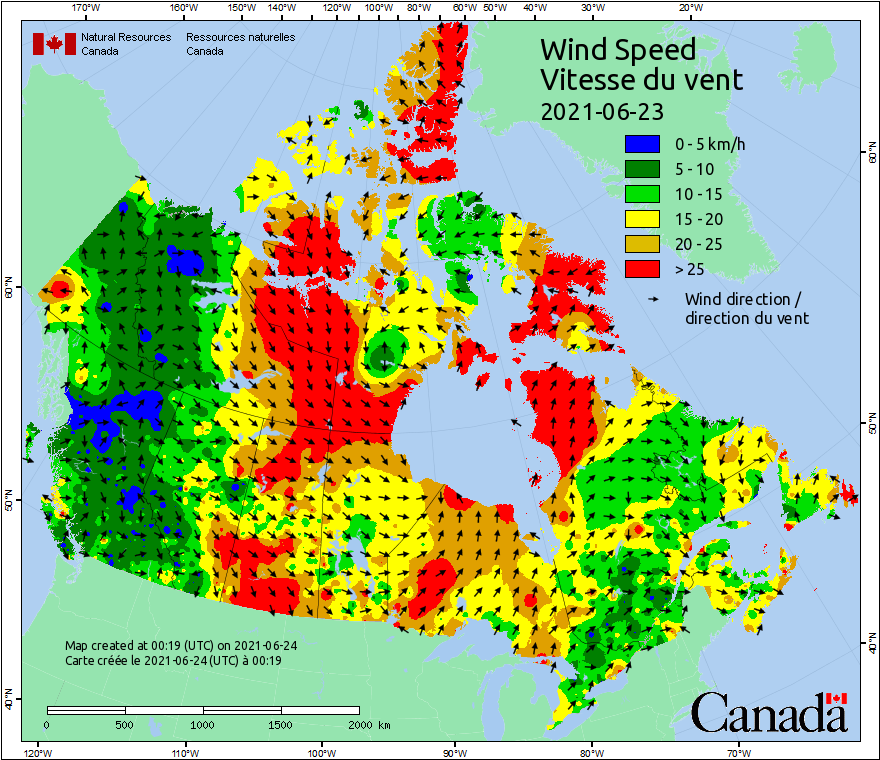 170°W 160°W 150°W 140°W 120°W 110°W 100°W 90°W 80°W 60°W 50°W 40°W 30°W 20°W
Natural Resources Canada
Ressources naturelles Canada
Wind Speed
Vitesse du vent
2021-06-23
0 - 5 km/h
5 - 10
10 - 15
15 - 20
20 - 25
> 25
Wind direction /
direction du vent
60°N
60°N
50°N
50°N
40°N
40°N
Map created at 00:19 (UTC) on 2021-06-24
Carte créée le 2021-06-24 (UTC) à 00:19
0 500 1000 1500 2000 km
Canada
120°W 110°W 100°W 90°W 80°W 70°W